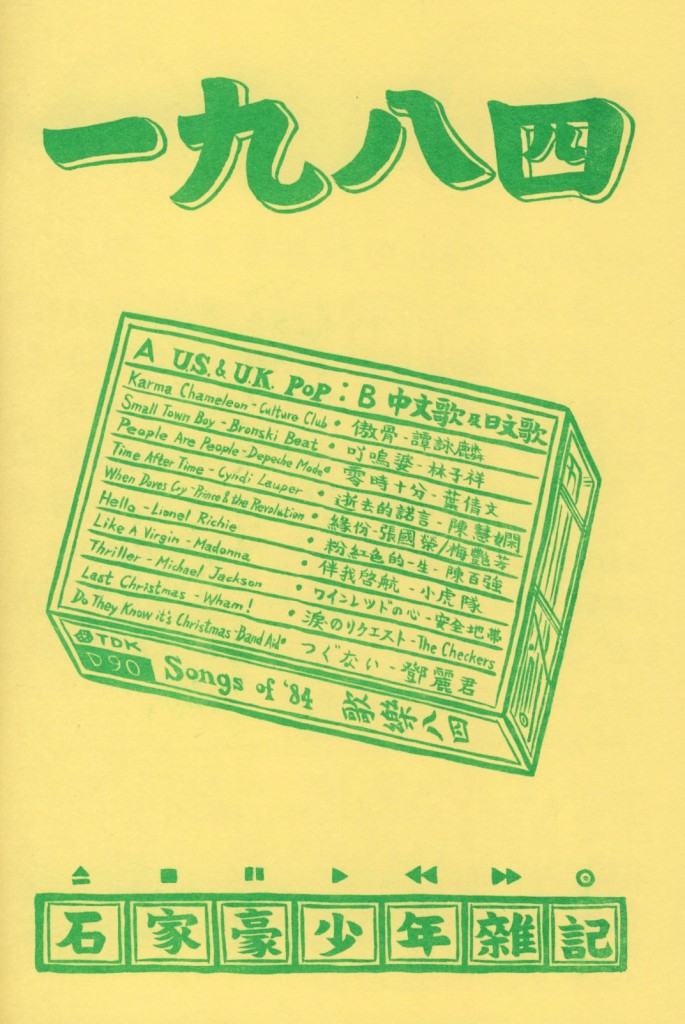 一九八四
A U.S. & U.K. PoP : B 中文歌及日文歌
Karma Chameleon - Culture Club • 傲骨 - 譚詠麟
Small Town Boy - Bronski Beat • 吖嗚婆 - 林子祥
People Are People - Depeche Mode • 零時十分 - 葉倩文
Time After Time - Cyndi Lauper • 逝去的諾言 - 陳慧嫻
When Doves Cry - Prince & the Revolution • 緣份 - 張國榮/梅艷芳
Hello - Lionel Richie • 粉紅色的一生 - 陳百強
Like A Virgin - Madonna • 伴我啓航 - 小虎隊
Thriller - Michael Jackson • ワインレッドの心 - 安全地帯
Last Christmas - Wham! • 涙のリクエスト - The Checkers
Do They Know it's Christmas - Band Aid • つぐない - 鄧麗君
TDK
D90 Songs of '84 歌樂八四
石家豪少年雜記